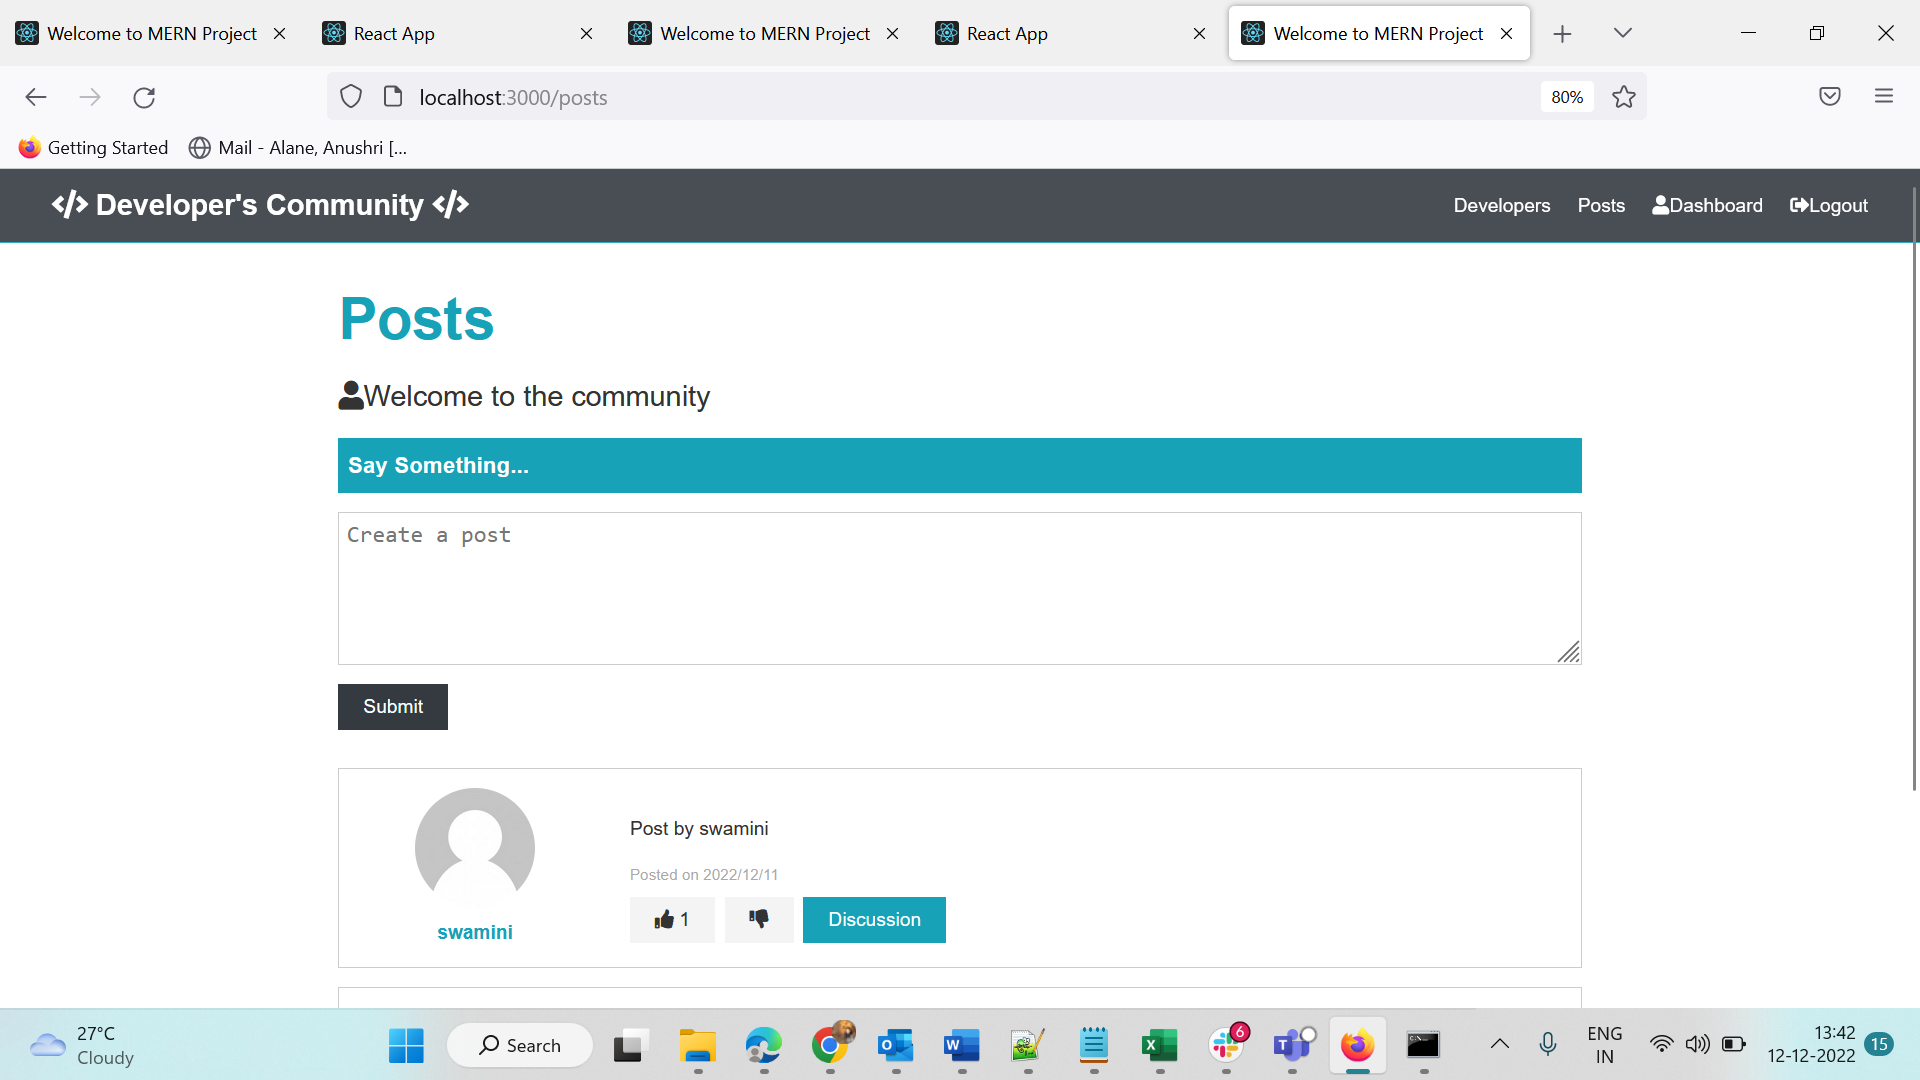 Welcome to MERN Project
React App
Welcome to MERN Project
React App
Welcome to MERN Project
localhost:3000/posts
80%
Getting Started
Mail - Alane, Anushri [...
</> Developer's Community </>
Developers
Posts
Dashboard
Logout
Posts
Welcome to the community
Say Something...
Create a post
Submit
Post by swamini
Posted on 2022/12/11
1
Discussion
swamini
27°C
Cloudy
Search
6
ENG
IN
13:42
12-12-2022
15